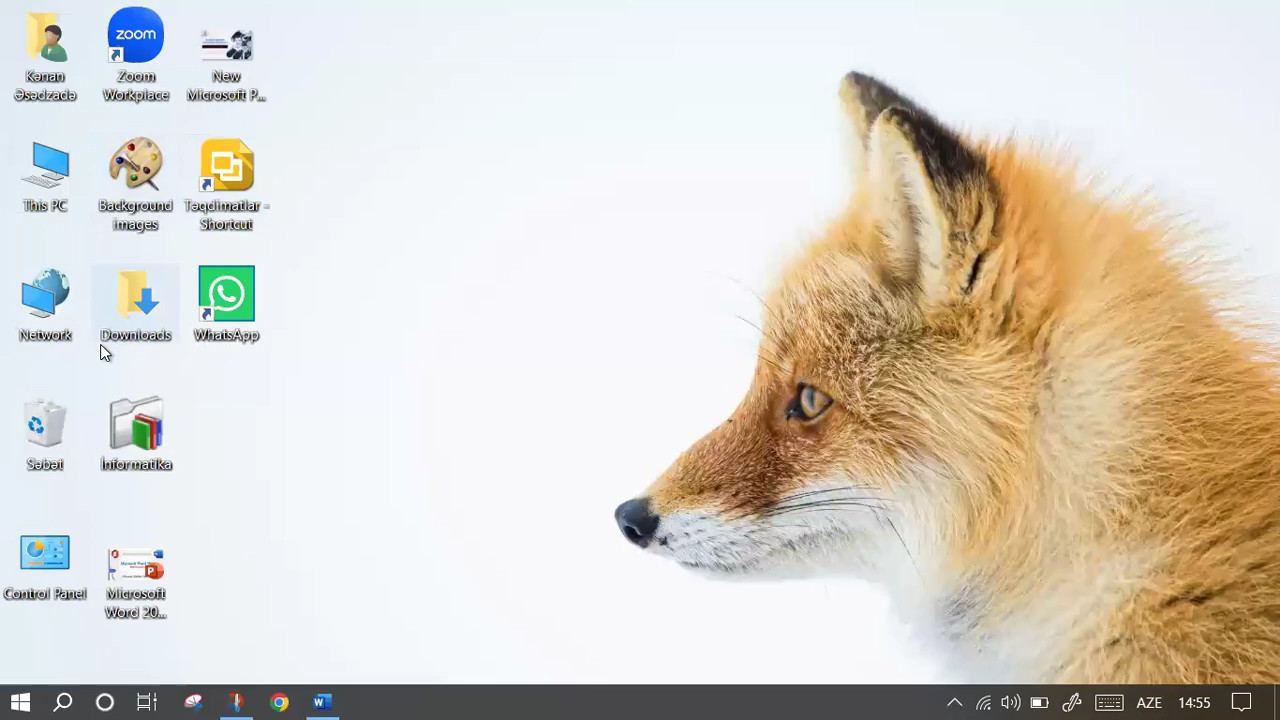 Kənan
Əsədzadə
zoom
Zoom
Workplace
New
Microsoft P...
This PC
Background
images
Təqdimatlar -
Shortcut
Network
Downloads
WhatsApp
Səbət
İnformatika
Control Panel
Microsoft
Word 20...
AZE
14:55